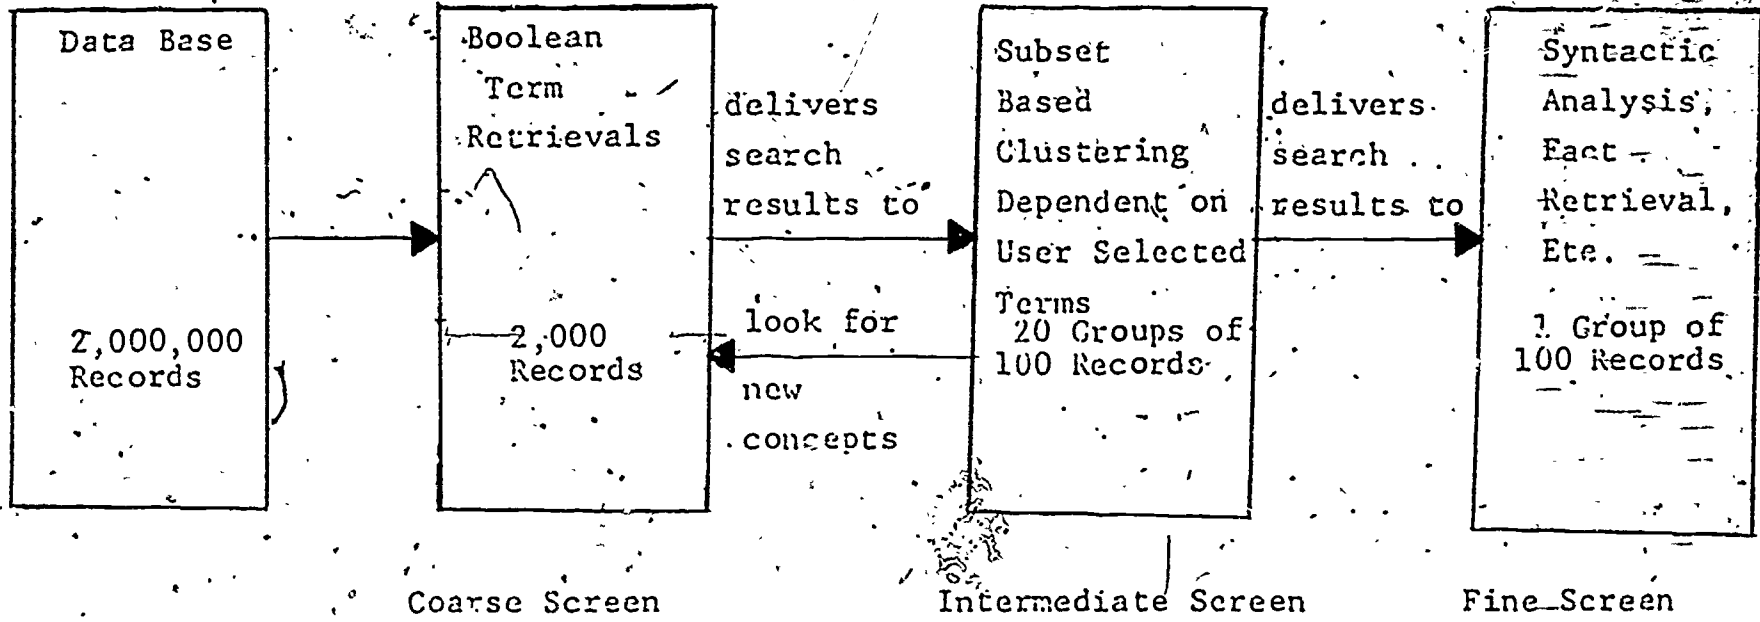 Data Base
2,000,000
Records
Boolean
Term
Retrievals
2,000
Records
Coarse Screen
delivers
search
results to
look for
new
concepts
Subset
Based
Clustering
Dependent on
User Selected
Terms
20 Groups of
100 Records
Intermediate Screen
delivers
search
results to
Syntactic
Analysis,
Fact
Retrieval,
Etc.
1 Group of
100 Records
Fine Screen